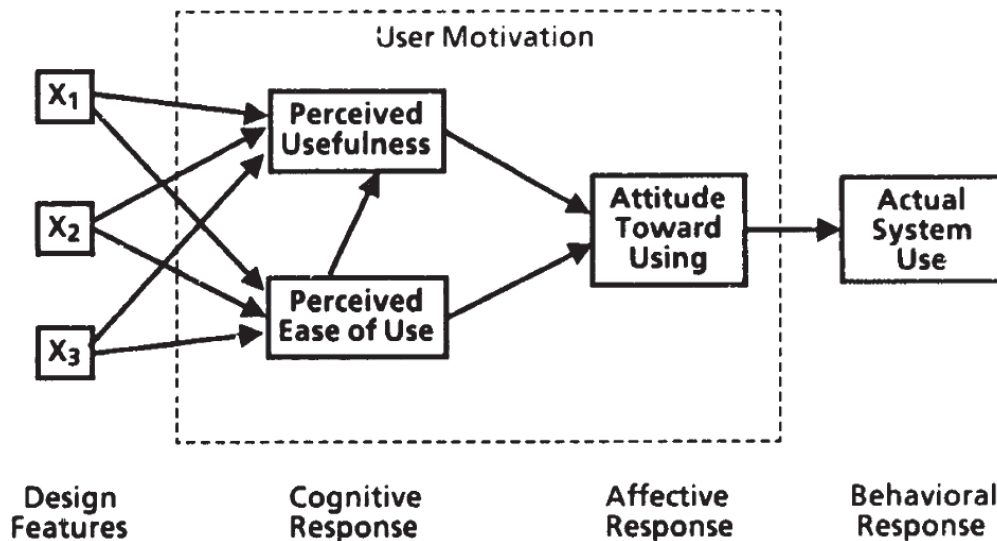 User Motivation
X1
Perceived
Usefulness
X2
Attitude
Toward
Using
Actual
System
Use
Perceived
Ease of Use
X3
Design
Features
Cognitive
Response
Affective
Response
Behavioral
Response